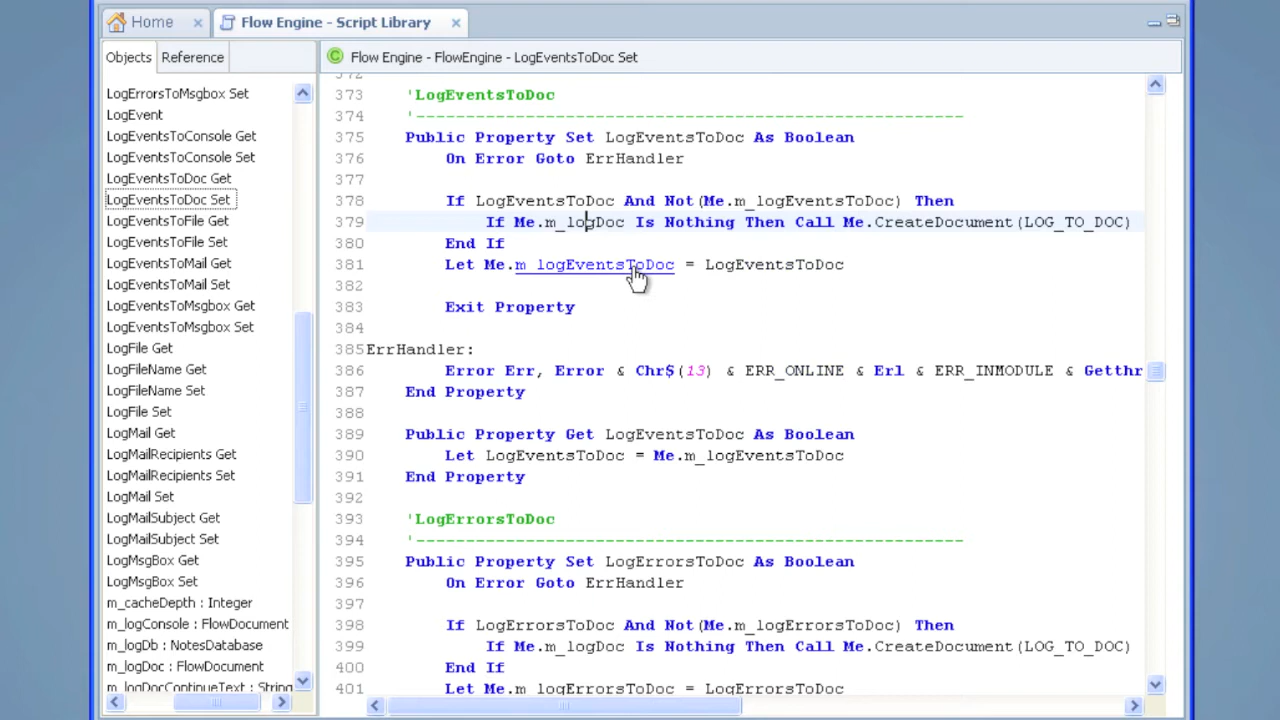 Home
Flow Engine - Script Library
Objects
Reference
Flow Engine - FlowEngine - LogEventsToDoc Set
LogErrorsToMsgbox Set
LogEvent
LogEventsToConsole Get
LogEventsToConsole Set
LogEventsToDoc Get
LogEventsToDoc Set
LogEventsToFile Get
LogEventsToFile Set
LogEventsToMail Get
LogEventsToMail Set
LogEventsToMsgbox Get
LogEventsToMsgbox Set
LogFile Get
LogFileName Get
LogFileName Set
LogFile Set
LogMail Get
LogMailRecipients Get
LogMailRecipients Set
LogMail Set
LogMailSubject Get
LogMailSubject Set
LogMsgBox Get
LogMsgBox Set
m_cacheDepth : Integer
m_logConsole : FlowDocument
m_logDb : NotesDatabase
m_logDoc : FlowDocument
m_logDocContinueText : String
372
373 'LogEventsToDoc
374 '--------------------------------------------------------
375 Public Property Set LogEventsToDoc As Boolean
376 On Error Goto ErrHandler
377
378 If LogEventsToDoc And Not(Me.m_logEventsToDoc) Then
379 If Me.m_logDoc Is Nothing Then Call Me.CreateDocument(LOG_TO_DOC)
380 End If
381 Let Me.m_logEventsToDoc = LogEventsToDoc
382
383 Exit Property
384
385 ErrHandler:
386 Error Err, Error & Chr$(13) & ERR_ONLINE & Erl & ERR_INMODULE & Getthr
387 End Property
388
389 Public Property Get LogEventsToDoc As Boolean
390 Let LogEventsToDoc = Me.m_logEventsToDoc
391 End Property
392
393 'LogErrorsToDoc
394 '--------------------------------------------------------
395 Public Property Set LogErrorsToDoc As Boolean
396 On Error Goto ErrHandler
397
398 If LogErrorsToDoc And Not(Me.m_logErrorsToDoc) Then
399 If Me.m_logDoc Is Nothing Then Call Me.CreateDocument(LOG_TO_DOC)
400 End If
401 Let Me.m_logErrorsToDoc = LogErrorsToDoc